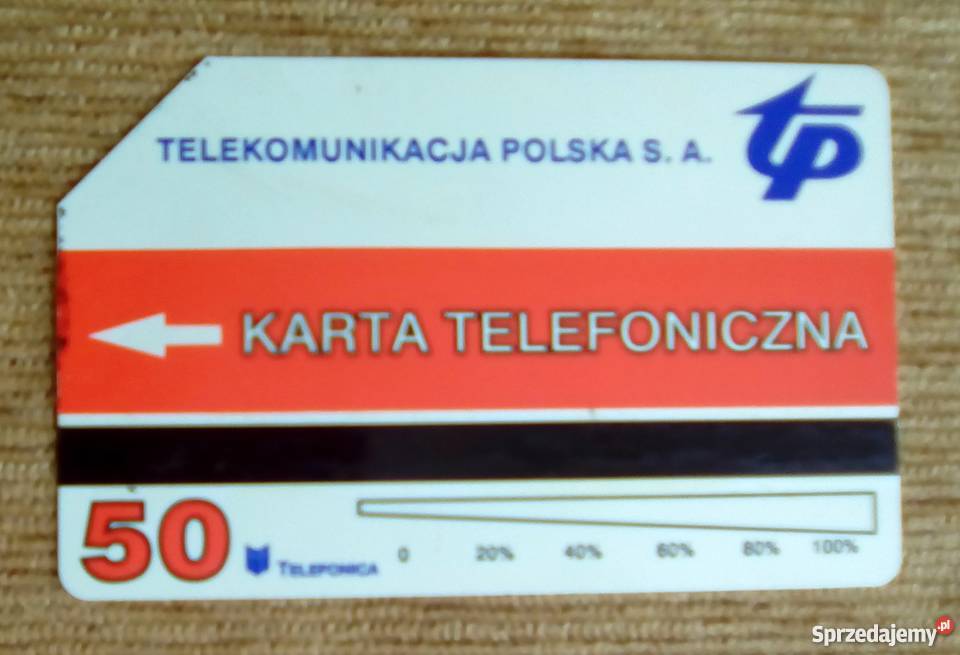 TELEKOMUNIKACJA POLSKA S. A.
tp
KARTA TELEFONICZNA
50
TELEFONICA
0 20% 40% 60% 80% 100%
Sprzedajemy.pl